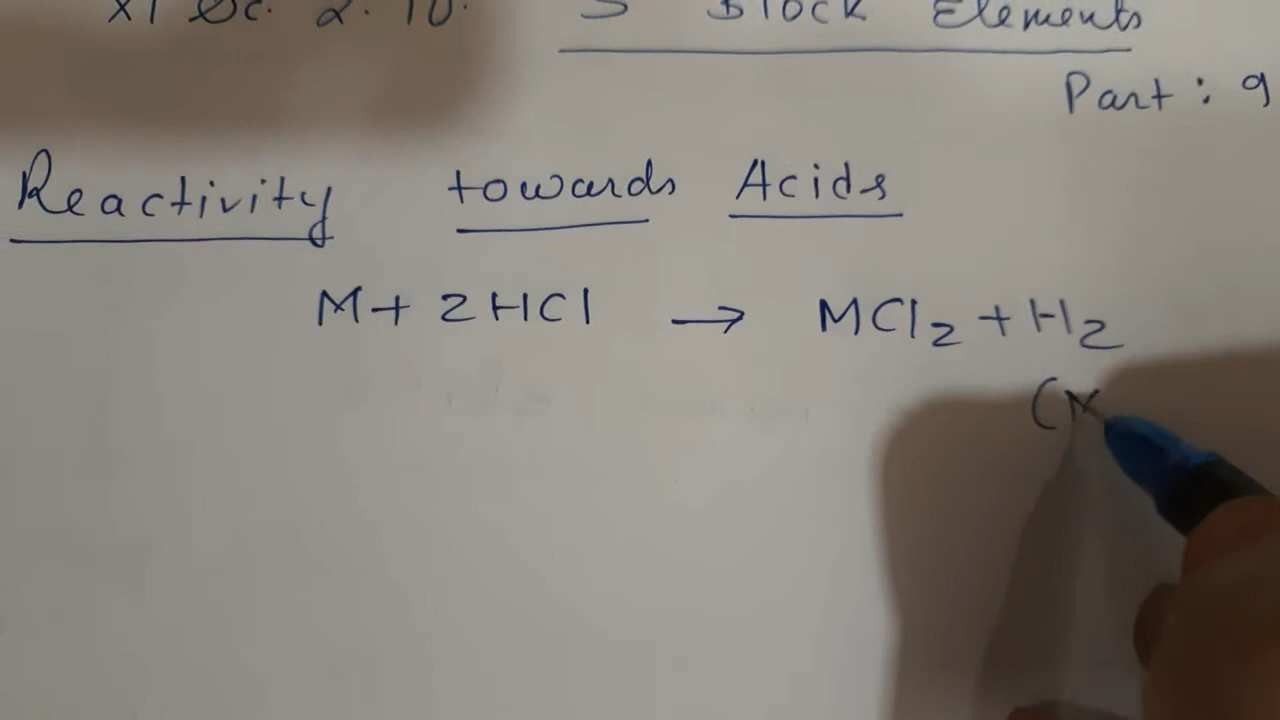 S Block Elements
Part : 9
Reactivity towards Acids
M + 2HCl → MCl₂ + H₂
(M